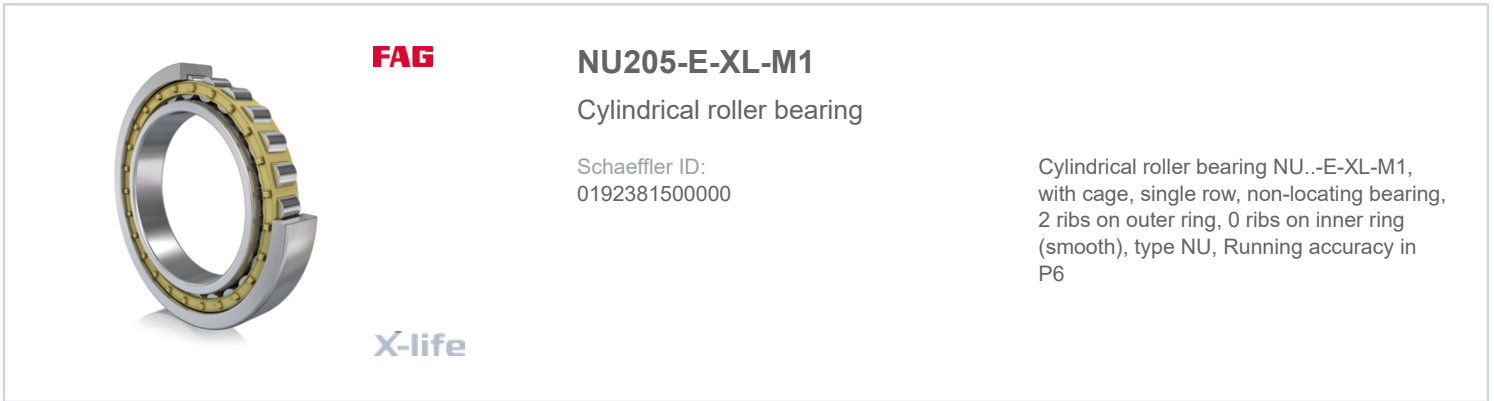 FAG
NU205-E-XL-M1
Cylindrical roller bearing
Schaeffler ID:
0192381500000
Cylindrical roller bearing NU..-E-XL-M1,
with cage, single row, non-locating bearing,
2 ribs on outer ring, 0 ribs on inner ring
(smooth), type NU, Running accuracy in
P6
X-life